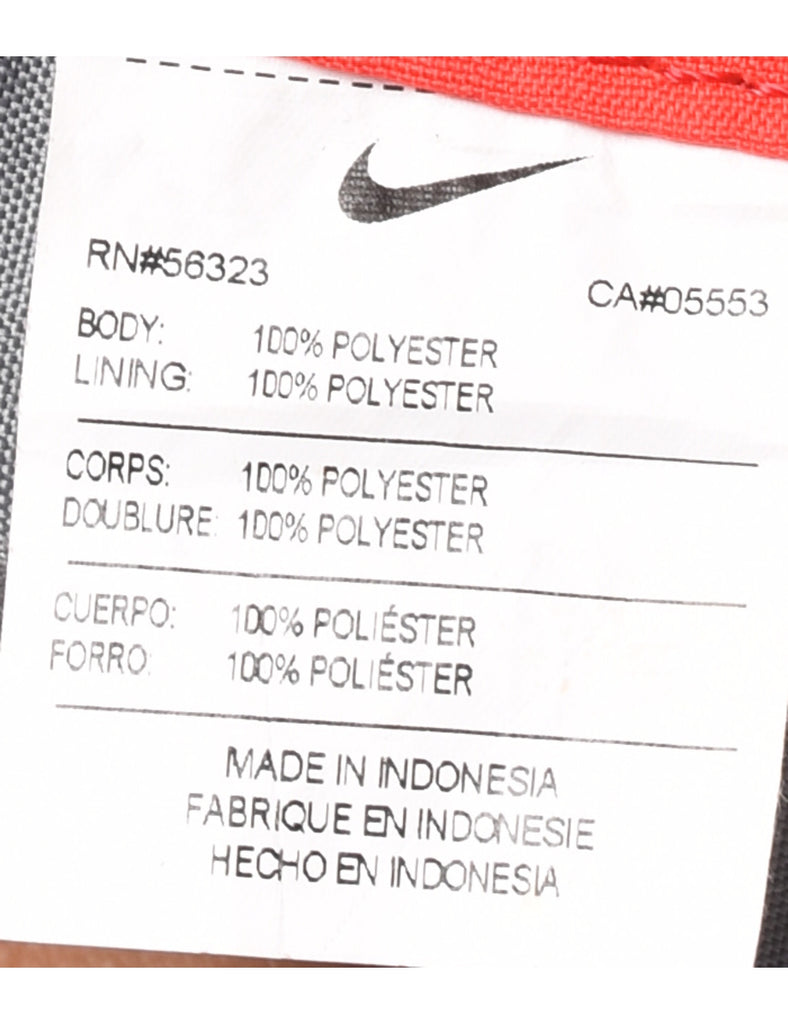 RN#56323
CA#05553
BODY: 100% POLYESTER
LINING: 100% POLYESTER
CORPS: 100% POLYESTER
DOUBLURE: 100% POLYESTER
CUERPO: 100% POLIÉSTER
FORRO: 100% POLIÉSTER
MADE IN INDONESIA
FABRIQUE EN INDONESIE
HECHO EN INDONESIA